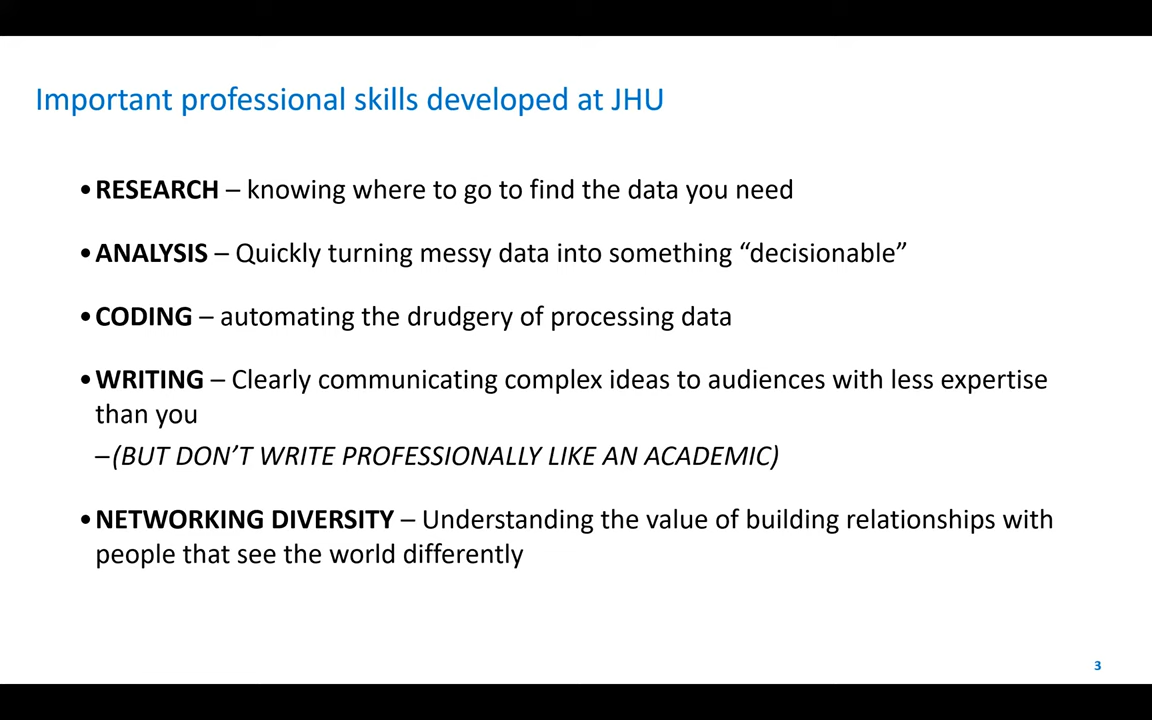 Important professional skills developed at JHU
•RESEARCH – knowing where to go to find the data you need
•ANALYSIS – Quickly turning messy data into something “decisionable”
•CODING – automating the drudgery of processing data
•WRITING – Clearly communicating complex ideas to audiences with less expertise
than you
–(BUT DON’T WRITE PROFESSIONALLY LIKE AN ACADEMIC)
•NETWORKING DIVERSITY – Understanding the value of building relationships with
people that see the world differently
3